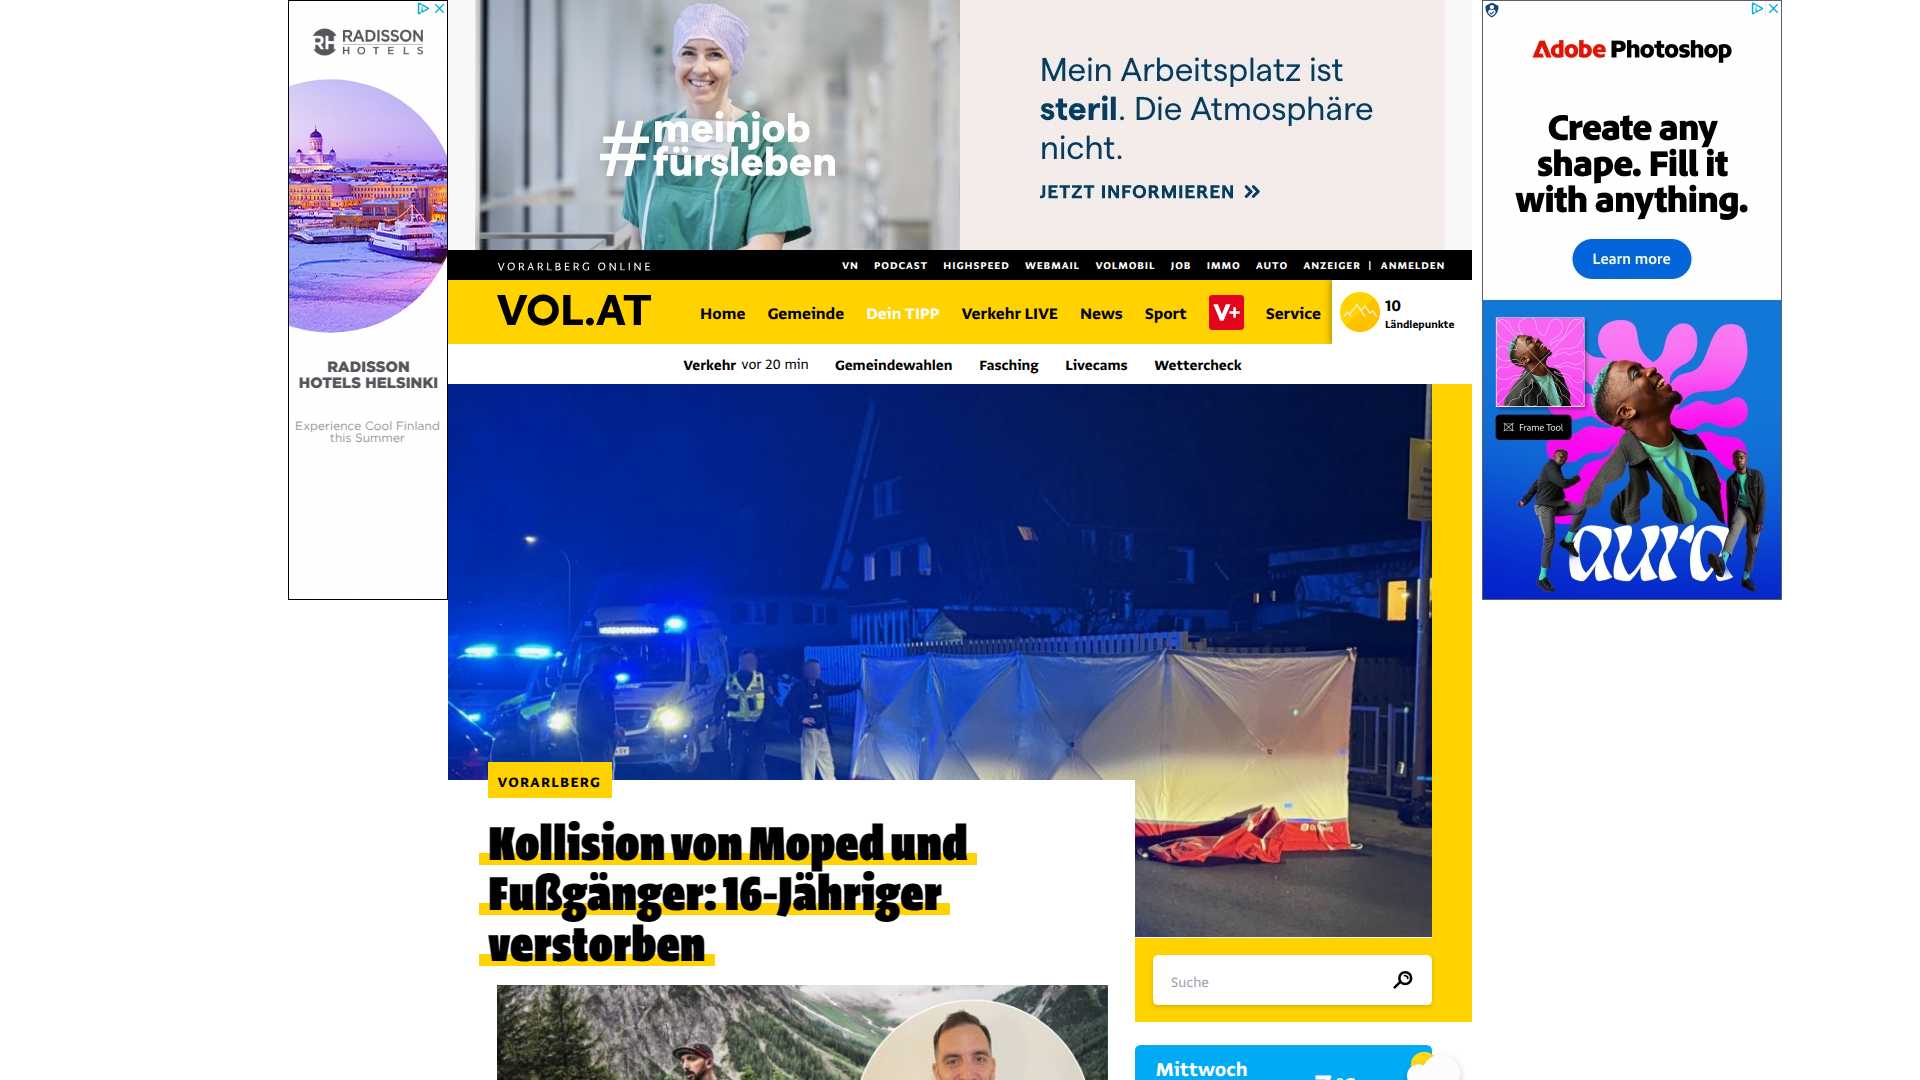 RADISSON
HOTELS
RADISSON
HOTELS HELSINKI
Experience Cool Finland
this Summer
#meinjob
fürsleben
Mein Arbeitsplatz ist
steril. Die Atmosphäre
nicht.
JETZT INFORMIEREN
Adobe Photoshop
Create any
shape. Fill it
with anything.
Learn more
Frame Tool
aura
VORARLBERG ONLINE
VN PODCAST HIGHSPEED WEBMAIL VOLMOBIL JOB IMMO AUTO ANZEIGER | ANMELDEN
VOL.AT
Home Gemeinde Dein TIPP Verkehr LIVE News Sport V+ Service
10
Ländlepunkte
Verkehr vor 20 min Gemeindewahlen Fasching Livecams Wettercheck
VORARLBERG
Kollision von Moped und
Fußgänger: 16-Jähriger
verstorben
Suche
Mittwoch